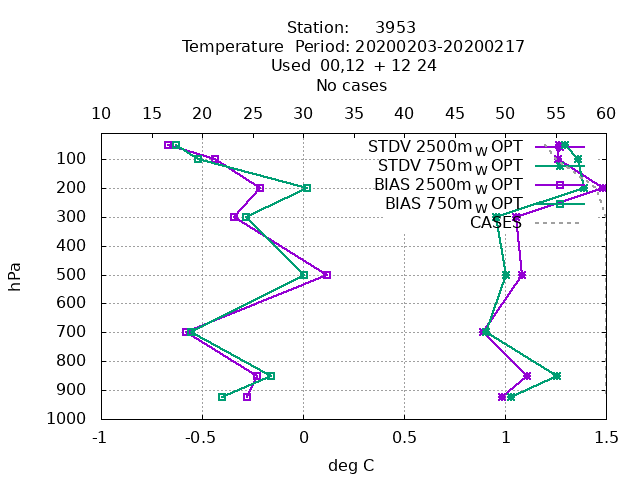 Station: 3953
Temperature Period: 20200203-20200217
Used 00,12 + 12 24
No cases
10 15 20 25 30 35 40 45 50 55 60
STDV 2500m_W OPT
STDV 750m_W OPT
BIAS 2500m_W OPT
BIAS 750m_W OPT
CASES
100
200
300
400
500
600
700
800
900
1000
hPa
-1 -0.5 0 0.5 1 1.5
deg C